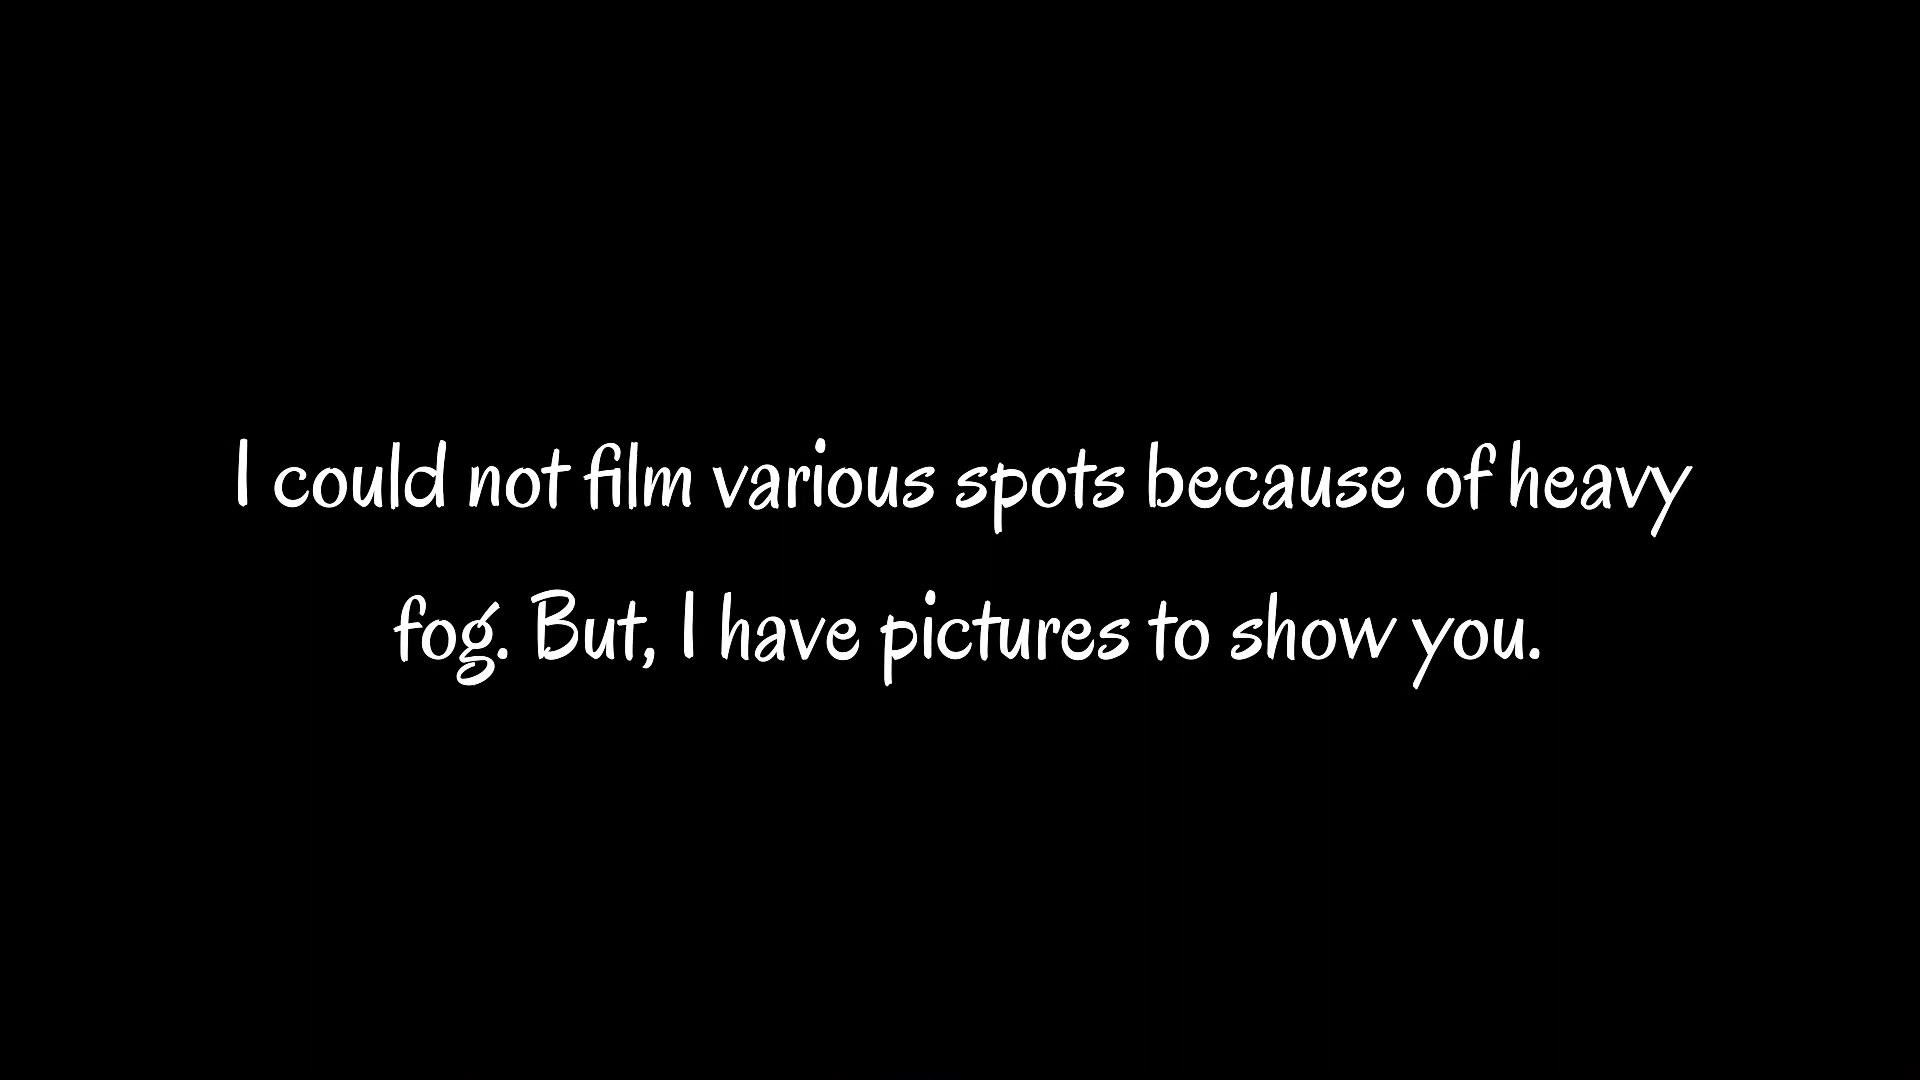 I could not film various spots because of heavy
fog. But, I have pictures to show you.